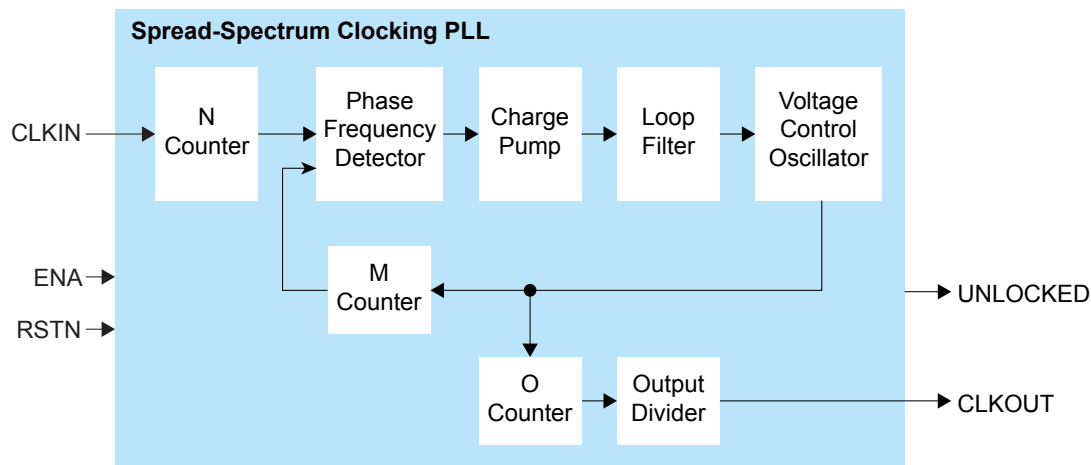 Spread-Spectrum Clocking PLL
CLKIN
N
Counter
Phase
Frequency
Detector
Charge
Pump
Loop
Filter
Voltage
Control
Oscillator
ENA
RSTN
M
Counter
UNLOCKED
O
Counter
Output
Divider
CLKOUT